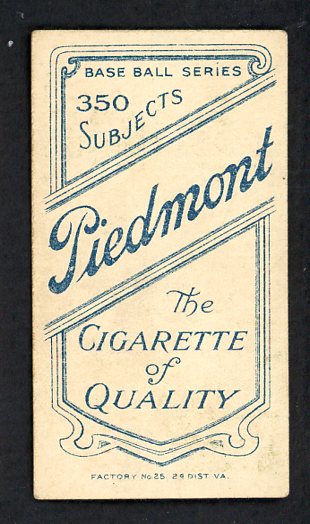 BASE BALL SERIES
350
SUBJECTS
Piedmont
The
CIGARETTE
of
QUALITY
FACTORY No 25. 2D DIST. VA.